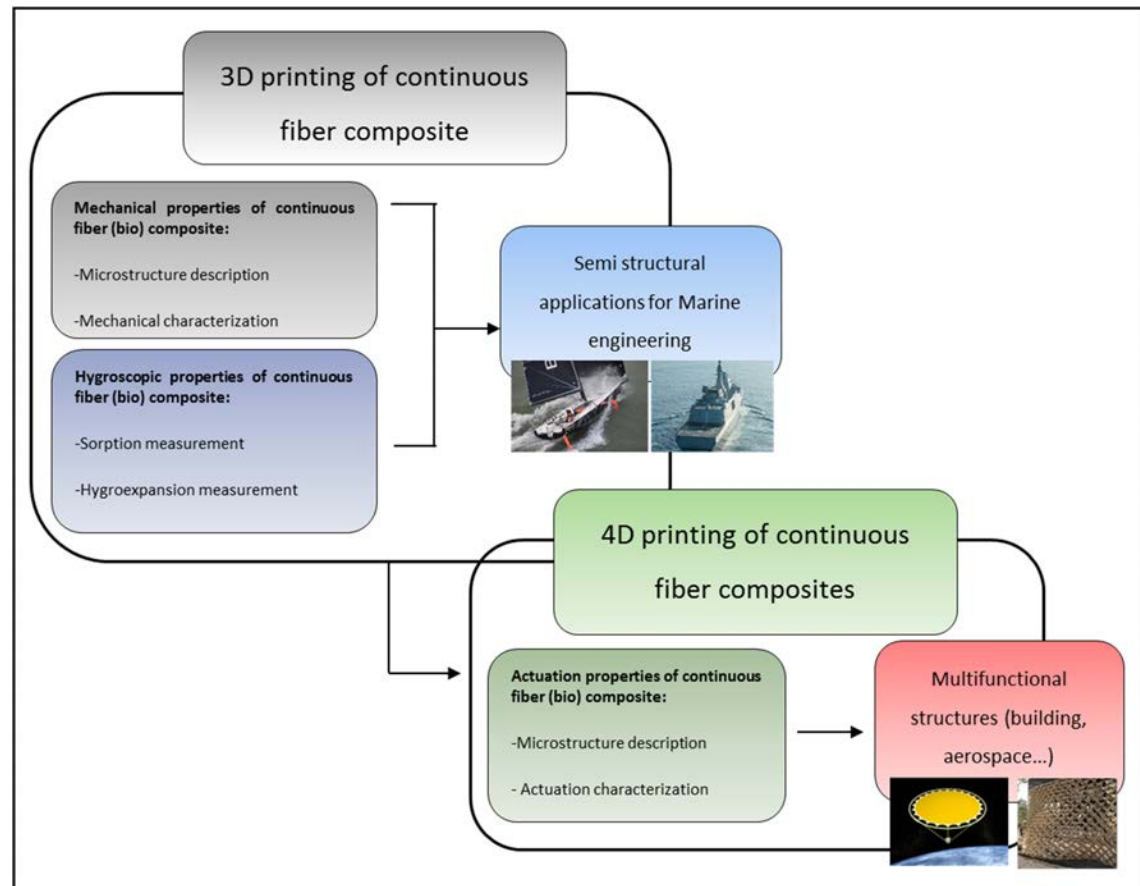 3D printing of continuous
fiber composite
Mechanical properties of continuous
fiber (bio) composite:
-Microstructure description
-Mechanical characterization
Hygroscopic properties of continuous
fiber (bio) composite:
-Sorption measurement
-Hygroexpansion measurement
Semi structural
applications for Marine
engineering
4D printing of continuous
fiber composites
Actuation properties of continuous
fiber (bio) composite:
-Microstructure description
- Actuation characterization
Multifunctional
structures (building,
aerospace...)